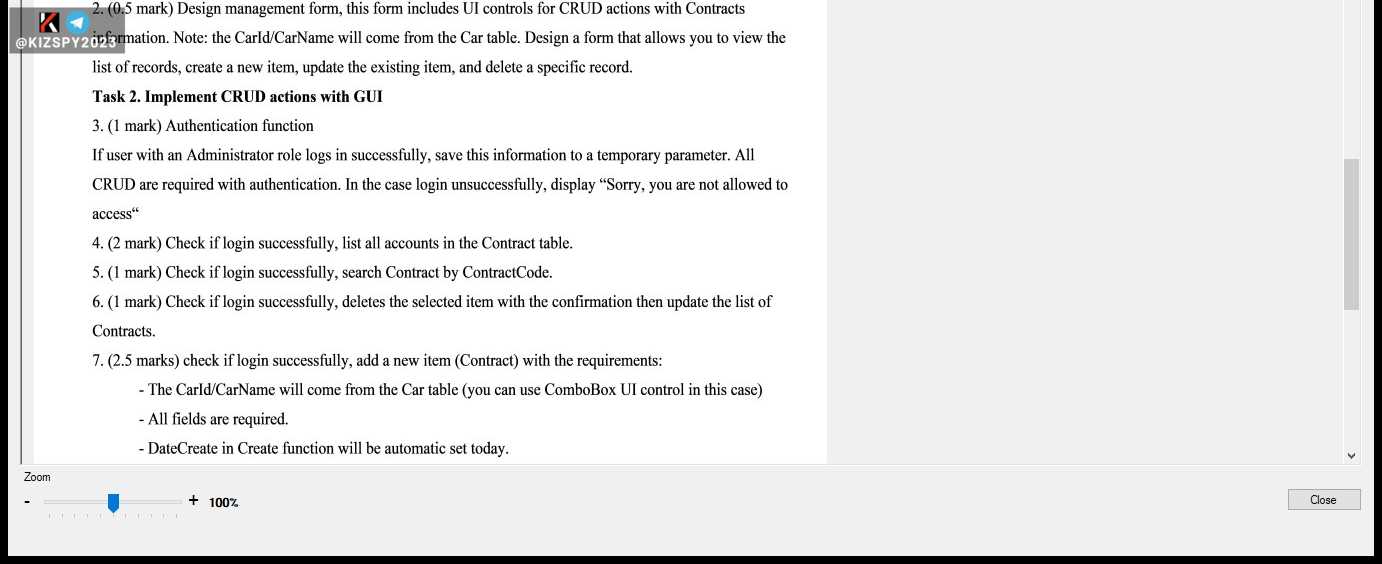 2. (0.5 mark) Design management form, this form includes UI controls for CRUD actions with Contracts
@KIZSPY2023
information. Note: the CarId/CarName will come from the Car table. Design a form that allows you to view the
list of records, create a new item, update the existing item, and delete a specific record.
Task 2. Implement CRUD actions with GUI
3. (1 mark) Authentication function
If user with an Administrator role logs in successfully, save this information to a temporary parameter. All
CRUD are required with authentication. In the case login unsuccessfully, display “Sorry, you are not allowed to
access“
4. (2 mark) Check if login successfully, list all accounts in the Contract table.
5. (1 mark) Check if login successfully, search Contract by ContractCode.
6. (1 mark) Check if login successfully, deletes the selected item with the confirmation then update the list of
Contracts.
7. (2.5 marks) check if login successfully, add a new item (Contract) with the requirements:
- The CarId/CarName will come from the Car table (you can use ComboBox UI control in this case)
- All fields are required.
- DateCreate in Create function will be automatic set today.
Zoom
- + 100%
Close